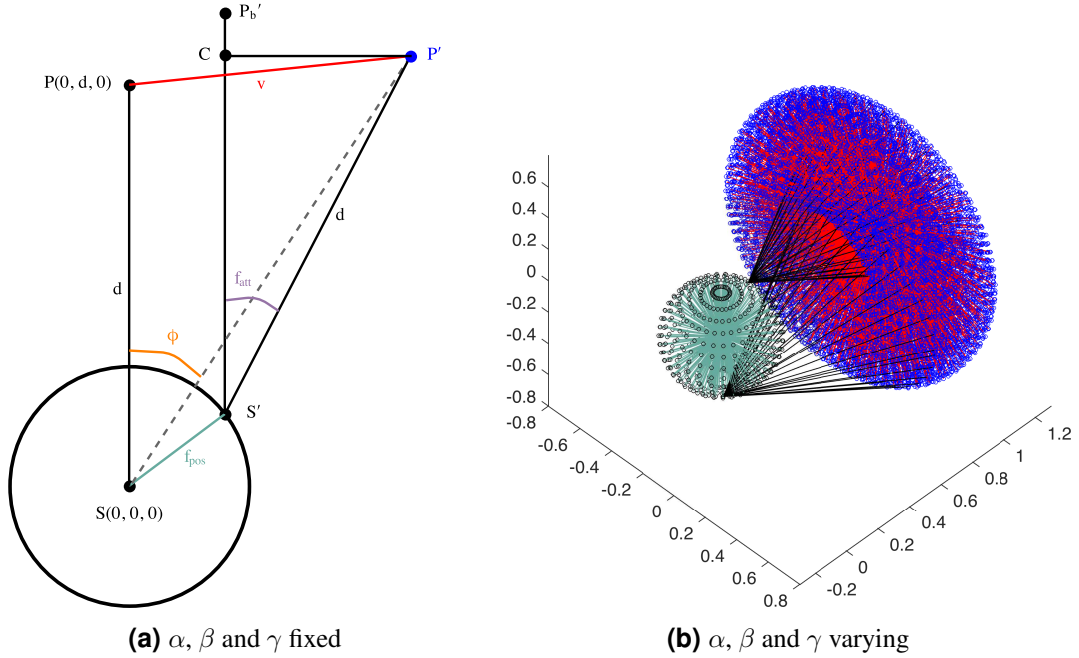 P_b′
C
P′
P(0, d, 0)
v
d
d
f_att
ϕ
S′
f_pos
S(0, 0, 0)
(a) α, β and γ fixed
0.6
0.4
0.2
0
-0.2
-0.4
-0.6
-0.8
-0.8
-0.6
-0.4
-0.2
0
0.2
0.4
0.6
0.8
-0.2
0
0.2
0.4
0.6
0.8
1
1.2
(b) α, β and γ varying